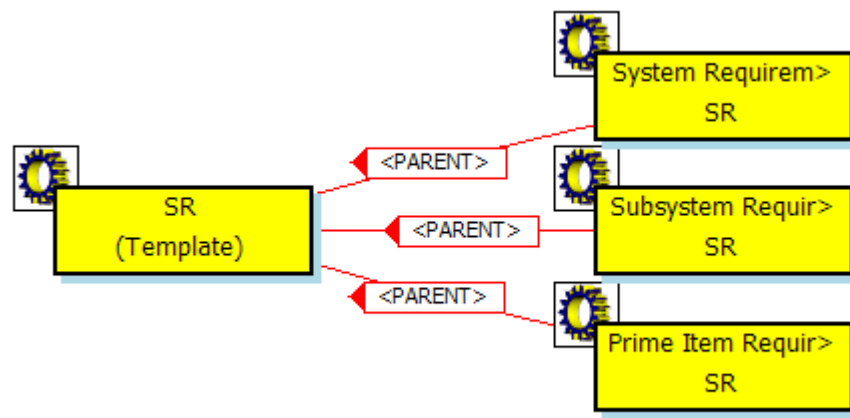 System Requirem>
SR
<PARENT>
SR
(Template)
<PARENT>
Subsystem Requir>
SR
<PARENT>
Prime Item Requir>
SR